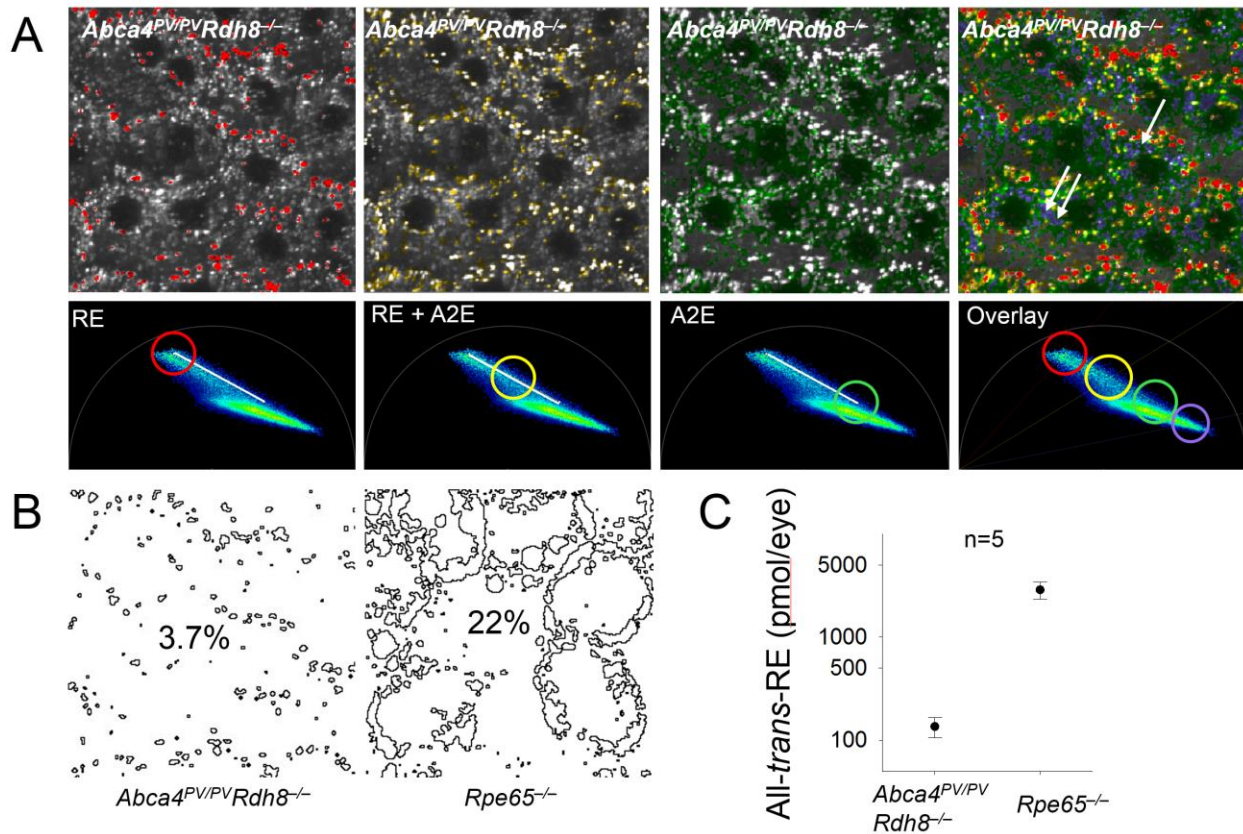 A
Abca4PV/PVRdh8–/–
Abca4PV/PVRdh8–/–
Abca4PV/PVRdh8–/–
Abca4PV/PVRdh8–/–
RE
RE + A2E
A2E
Overlay
B
3.7%
22%
Abca4PV/PVRdh8–/–
Rpe65–/–
C
All-trans-RE (pmol/eye)
n=5
5000
1000
500
100
Abca4PV/PV
Rdh8–/–
Rpe65–/–